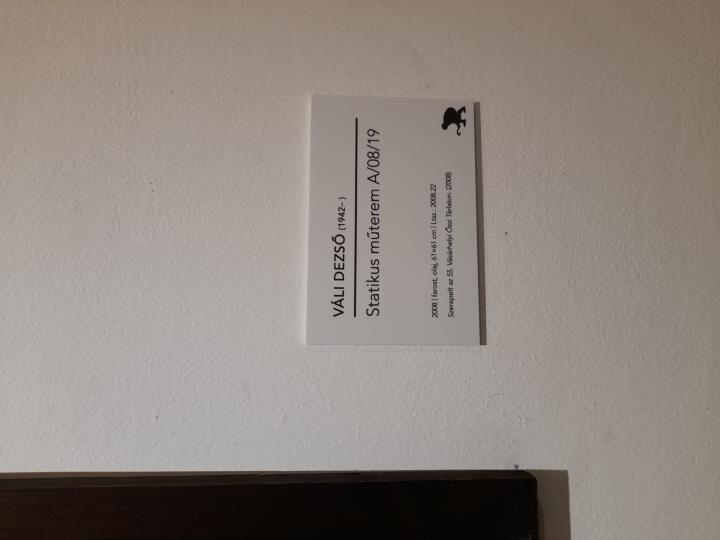 VÁLI DEZSŐ (1942– )
Statikus műterem A/08/19
2008 | farost, olaj, 61×61 cm | Ltsz.: 2008.22
Szerepelt az 55. Vásárhelyi Őszi Tárlaton. (2008)